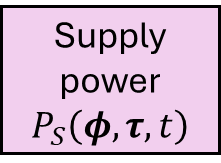 Supply
power
P_S(ϕ, τ, t)